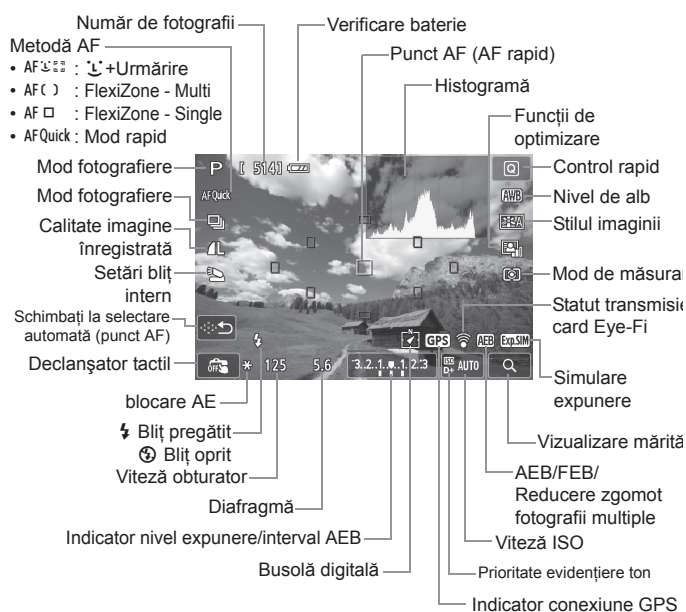 Număr de fotografii
Verificare baterie
Metodă AF
• AF : +Urmărire
• AF( ) : FlexiZone - Multi
• AF □ : FlexiZone - Single
• AFQuick : Mod rapid
Punct AF (AF rapid)
Histogramă
Funcții de
optimizare
Mod fotografiere
Mod fotografiere
Calitate imagine
înregistrată
Setări bliț
intern
Schimbați la selectare
automată (punct AF)
Declanşator tactil
P
[ 514]
AFQuick
L
OFF
Q
AWB
A
N
GPS
AEB
Exp.SIM
* 125 5.6 -3..2..1..0..1..2.:3 ISO D+ AUTO
Control rapid
Nivel de alb
Stilul imaginii
Mod de măsurar
Statut transmisie
card Eye-Fi
Simulare
expunere
Vizualizare mărită
AEB/FEB/
Reducere zgomot
fotografii multiple
Viteză ISO
Prioritate evidențiere ton
Indicator conexiune GPS
blocare AE
Bliț pregătit
Bliț oprit
Viteză obturator
Diafragmă
Indicator nivel expunere/interval AEB
Busolă digitală